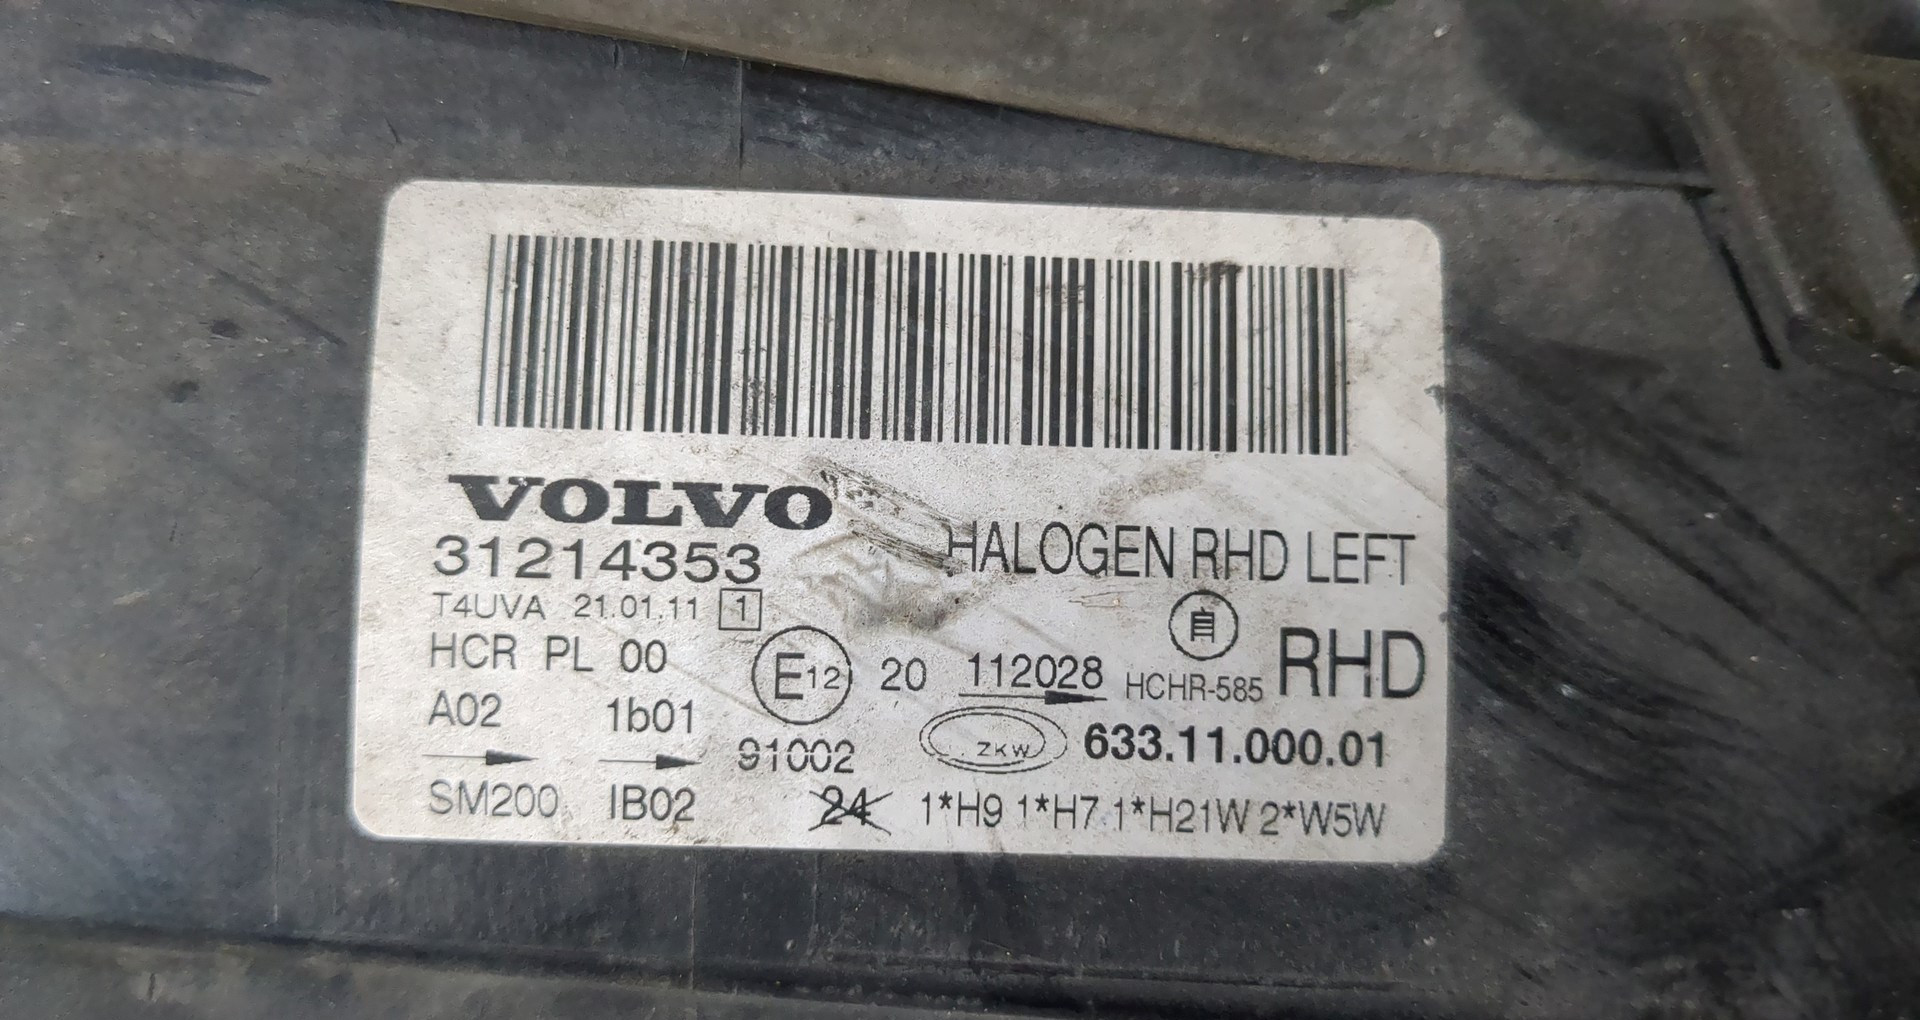 VOLVO
31214353 HALOGEN RHD LEFT
T4UVA 21.01.11 1
自
HCR PL 00 E12 20 112028 HCHR-585 RHD
A02 1b01
91002 ZKW 633.11.000.01
SM200 IB02 24 1*H9 1*H7 1*H21W 2*W5W